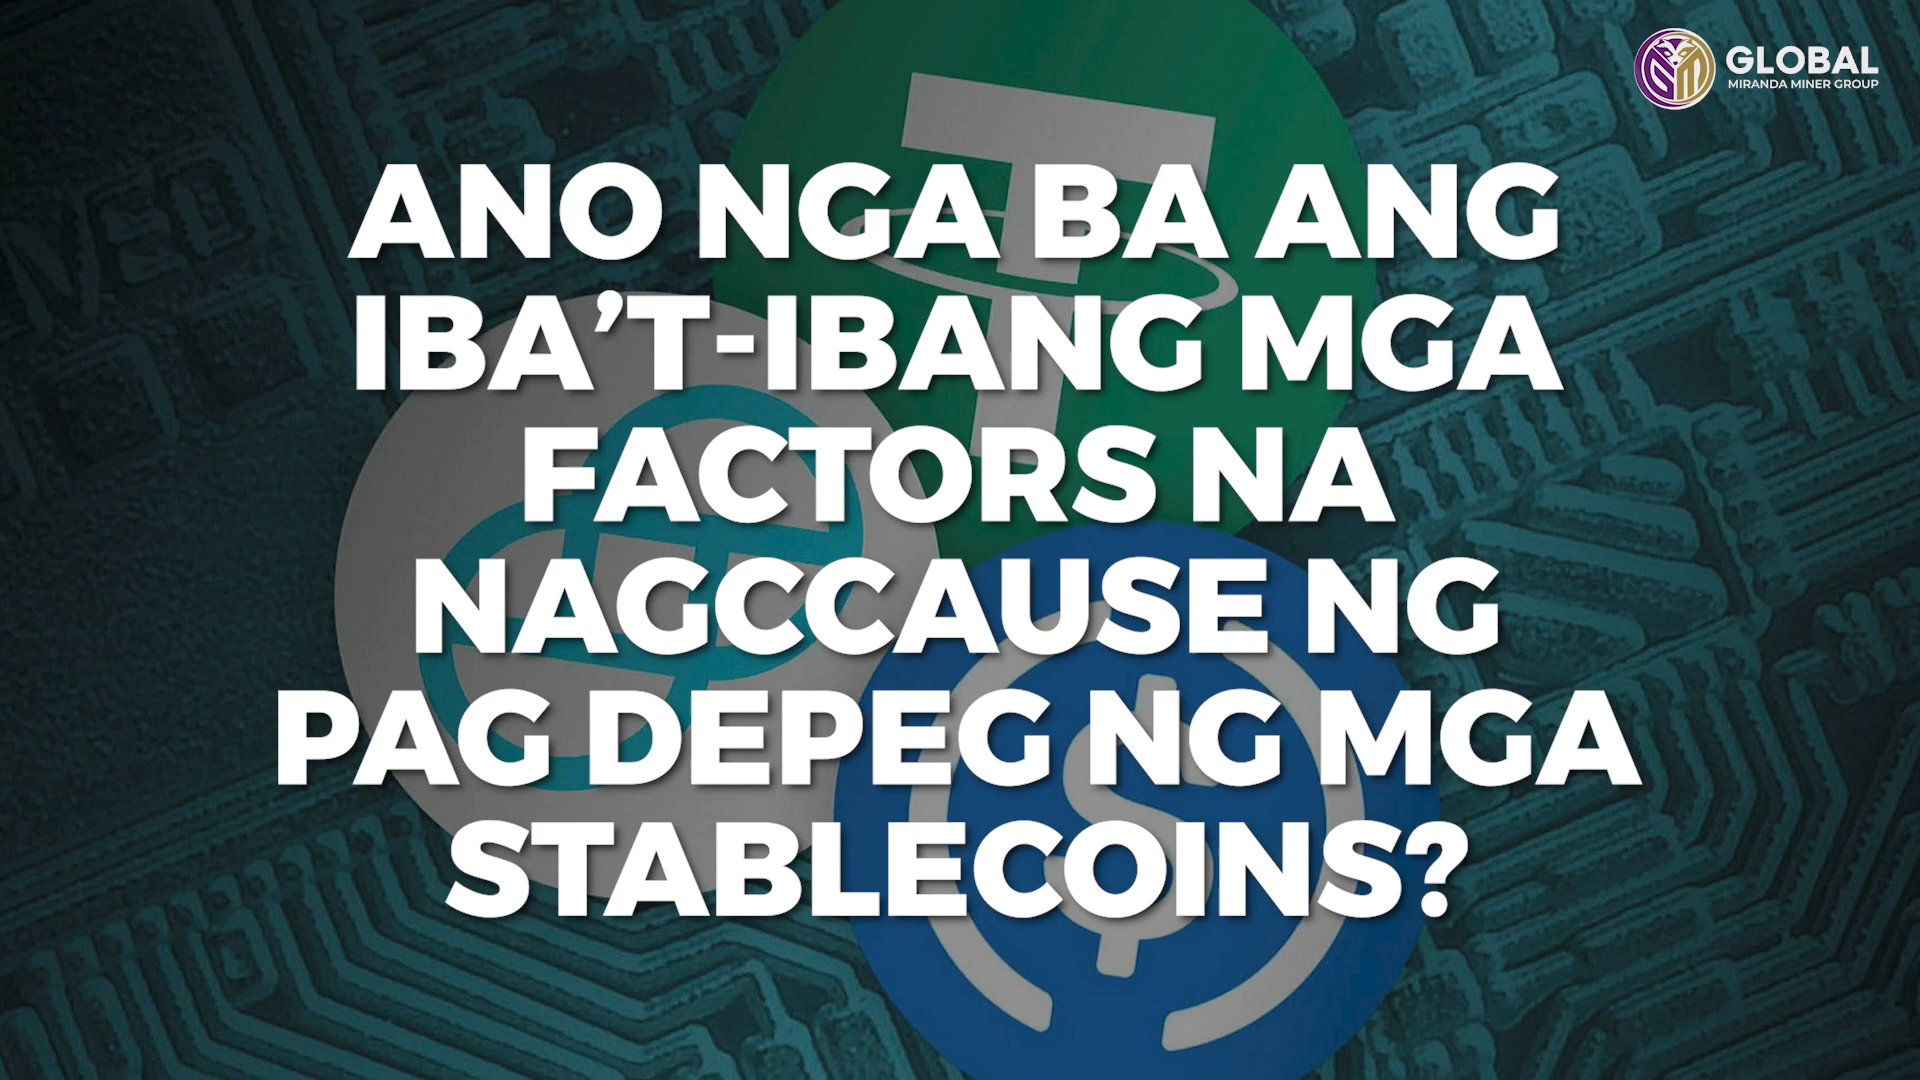 GLOBAL
MIRANDA MINER GROUP
ANO NGA BA ANG
IBA’T-IBANG MGA
FACTORS NA
NAGCCAUSE NG
PAG DEPEG NG MGA
STABLECOINS?